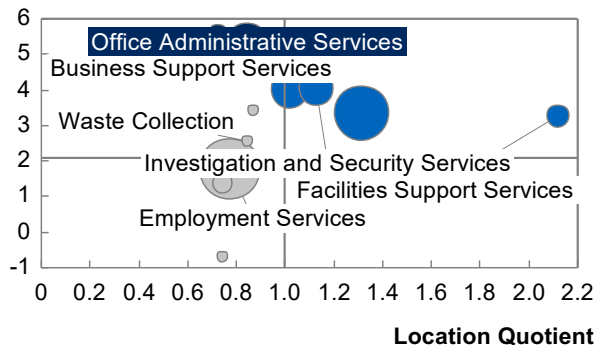 6
Office Administrative Services
5
Business Support Services
4
Waste Collection
3
2
Investigation and Security Services
1
Facilities Support Services
Employment Services
0
-1
0 0.2 0.4 0.6 0.8 1.0 1.2 1.4 1.6 1.8 2.0 2.2
Location Quotient